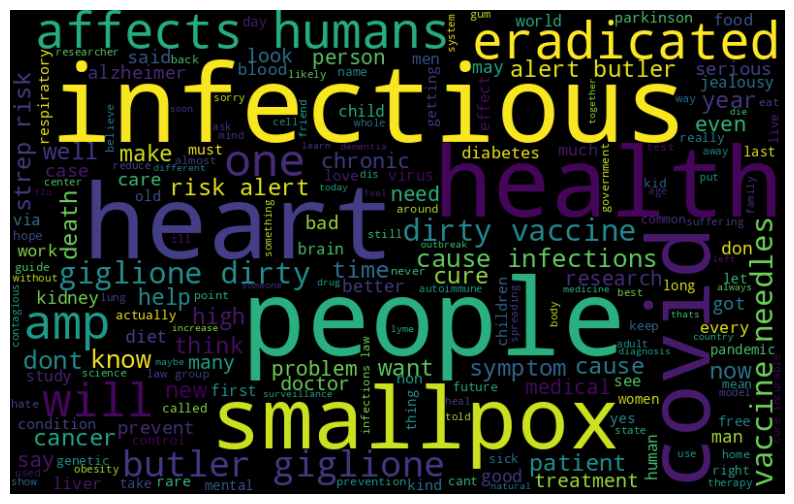 affects humans
day
researcher
back
said
look
person
men
world
parkinson
food
gum
system
eradicated
respiratory
alzheimer
blood
likely
name
getting
may
alert butler
serious
jealousy
infectious
strep risk
believe
soon
sorry
ask
mind
cell
friend
child
whole
together
effect
way
year
die
eat
even
live
well
make
must
almost
learn
dementia
one
chronic
diabetes
much
test
away
last
case
reduce
different
care
love
virus
government
kid
put
family
center
today
feel
age
suffering
flu
old
risk alert
dis
need
common
health
via
death
something
ill
around
bad
still
dirty vaccine
left
hope
heart
covid
don
work
brain
outbreak
cause infections
guide
without
giglione dirty
time
never
cure
research
long
let
vaccine needles
contagious
kidney
lung
point
someone
better
autoimmune
medicine
best
always
amp
help
actually
drug
children
spreading
got
every
increase
diet
high
people
body
keep
pandemic
lyme
adult
diagnosis
thats
country
dont
know
maybe
many
think
problem
want
symptom
cause
now
study
science
law group
doctor
see
mean
model
cure incurable
hate
will
new
first
surveillance
infections law
non
future
medical
women
free
condition
called
thing
heal
told
yes
man
cancer
prevent
smallpox
state
use
home
say
genetic
control
human
right
used
obesity
butler giglione
sick
cant
good
patient
therapy
show
liver
take
rare
mental
prevention
kind
natural
treatment